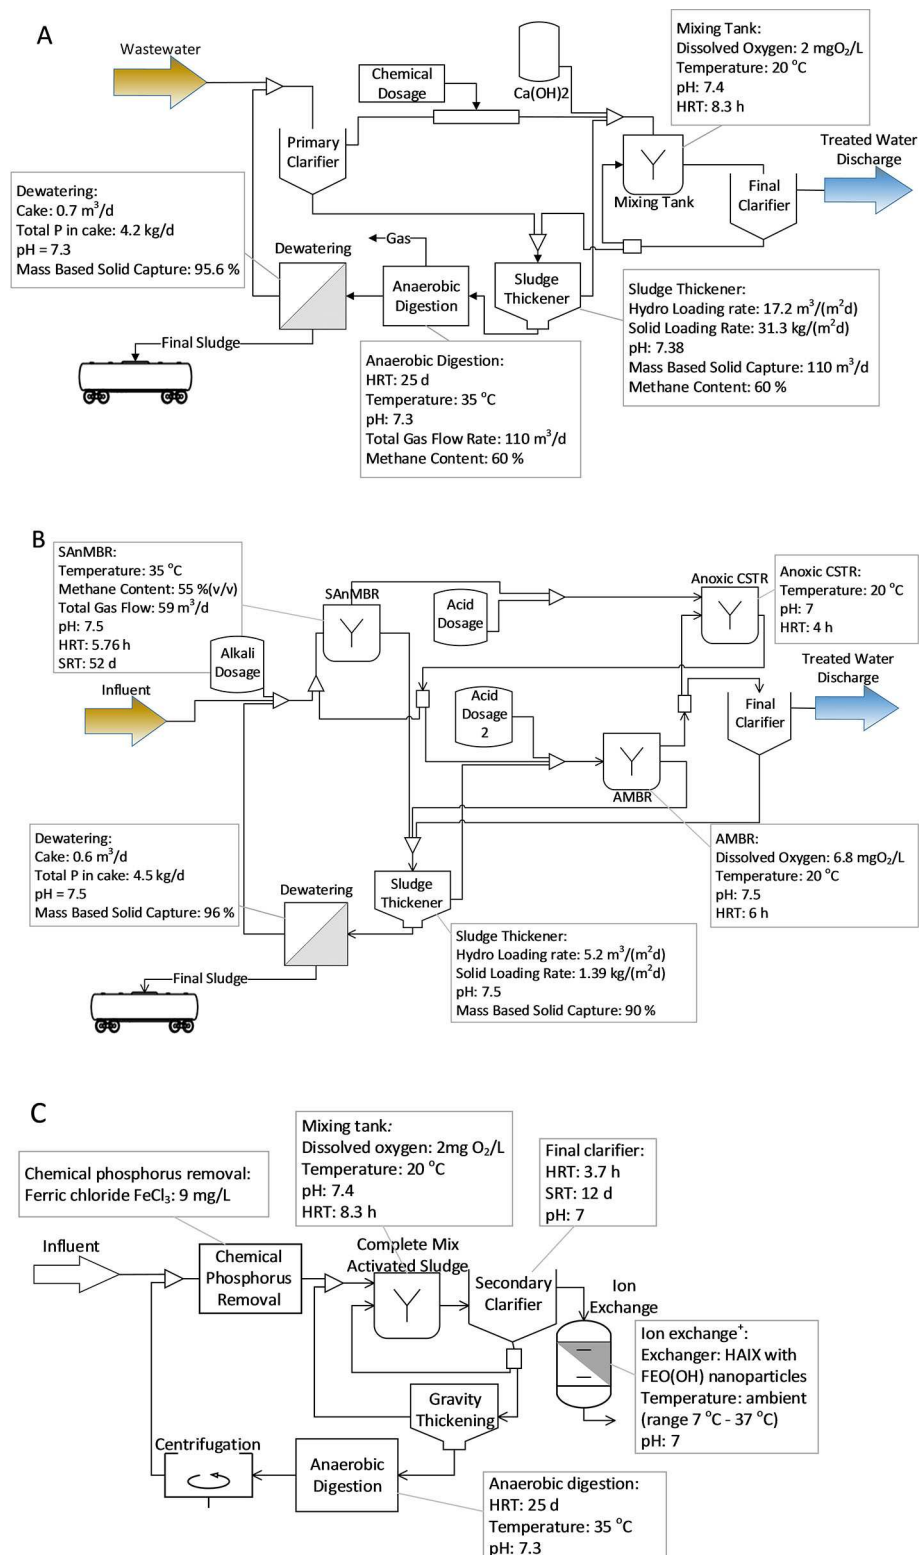 A
Wastewater
Chemical
Dosage
Ca(OH)2
Mixing Tank:
Dissolved Oxygen: 2 mgO₂/L
Temperature: 20 °C
pH: 7.4
HRT: 8.3 h
Primary
Clarifier
Mixing Tank
Final
Clarifier
Treated Water
Discharge
Dewatering:
Cake: 0.7 m³/d
Total P in cake: 4.2 kg/d
pH = 7.3
Mass Based Solid Capture: 95.6 %
Dewatering
Gas
Anaerobic
Digestion
Sludge
Thickener
Final Sludge
Sludge Thickener:
Hydro Loading rate: 17.2 m³/(m²d)
Solid Loading Rate: 31.3 kg/(m²d)
pH: 7.38
Mass Based Solid Capture: 110 m³/d
Methane Content: 60 %
Anaerobic Digestion:
HRT: 25 d
Temperature: 35 °C
pH: 7.3
Total Gas Flow Rate: 110 m³/d
Methane Content: 60 %
B
SAnMBR:
Temperature: 35 °C
Methane Content: 55 %(v/v)
Total Gas Flow: 59 m³/d
pH: 7.5
HRT: 5.76 h
SRT: 52 d
SAnMBR
Acid
Dosage
Anoxic CSTR
Anoxic CSTR:
Temperature: 20 °C
pH: 7
HRT: 4 h
Alkali
Dosage
Influent
Acid
Dosage
2
AMBR
Final
Clarifier
Treated Water
Discharge
Dewatering:
Cake: 0.6 m³/d
Total P in cake: 4.5 kg/d
pH = 7.5
Mass Based Solid Capture: 96 %
Dewatering
Sludge
Thickener
AMBR:
Dissolved Oxygen: 6.8 mgO₂/L
Temperature: 20 °C
pH: 7.5
HRT: 6 h
Final Sludge
Sludge Thickener:
Hydro Loading rate: 5.2 m³/(m²d)
Solid Loading Rate: 1.39 kg/(m²d)
pH: 7.5
Mass Based Solid Capture: 90 %
C
Chemical phosphorus removal:
Ferric chloride FeCl₃: 9 mg/L
Mixing tank:
Dissolved oxygen: 2mg O₂/L
Temperature: 20 °C
pH: 7.4
HRT: 8.3 h
Final clarifier:
HRT: 3.7 h
SRT: 12 d
pH: 7
Influent
Chemical
Phosphorus
Removal
Complete Mix
Activated Sludge
Secondary
Clarifier
Ion
Exchange
Ion exchange⁺:
Exchanger: HAIX with
FEO(OH) nanoparticles
Temperature: ambient
(range 7 °C - 37 °C)
pH: 7
Gravity
Thickening
Centrifugation
Anaerobic
Digestion
Anaerobic digestion:
HRT: 25 d
Temperature: 35 °C
pH: 7.3